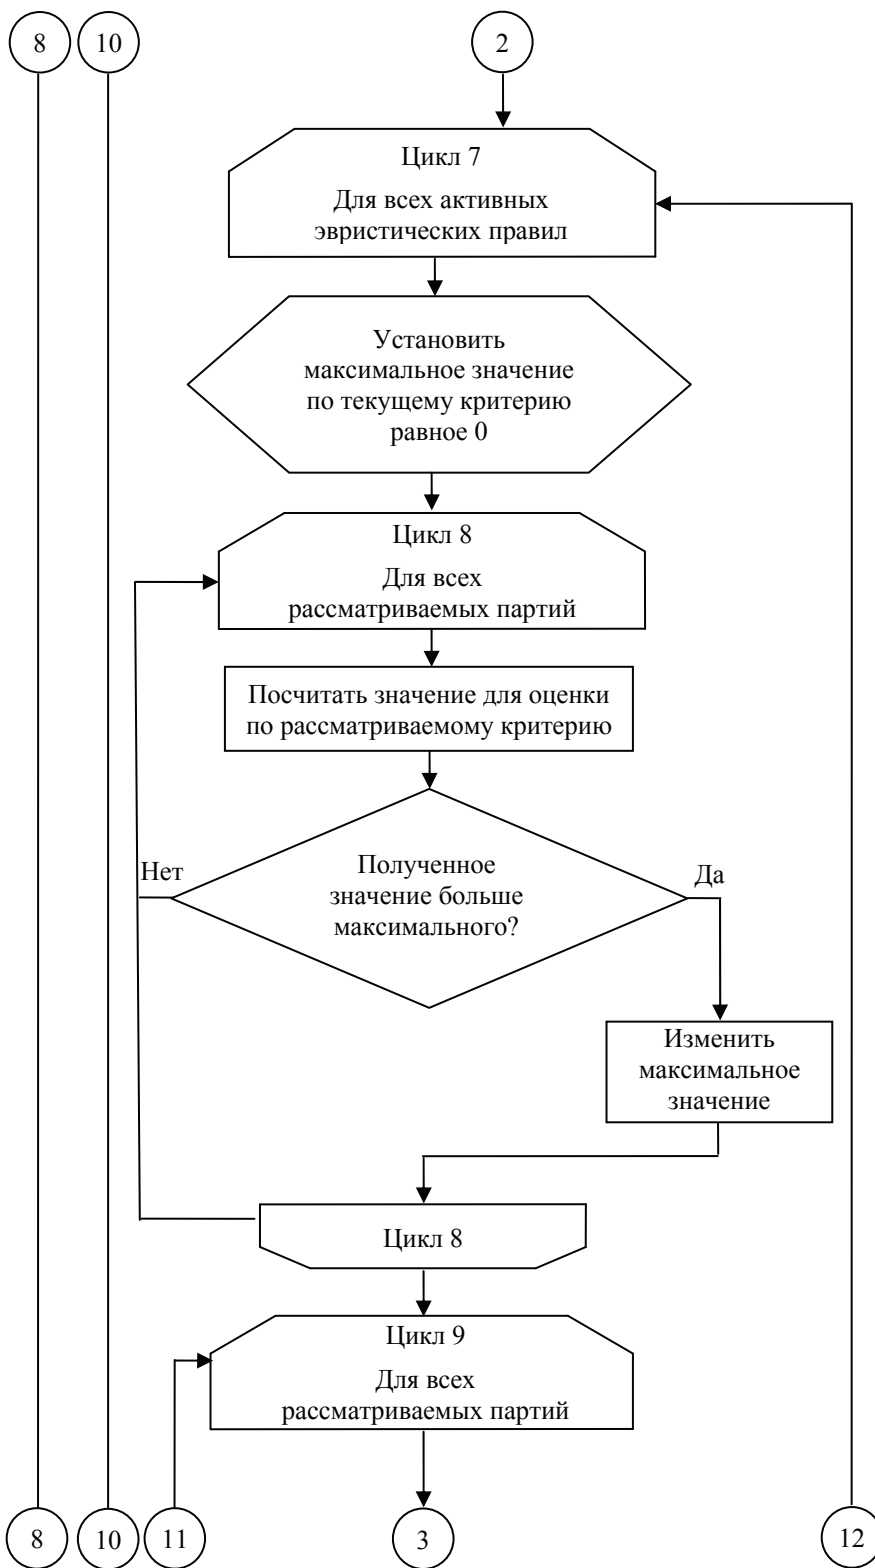 8
10
2
Цикл 7
Для всех активных
эвристических правил
Установить
максимальное значение
по текущему критерию
равное 0
Цикл 8
Для всех
рассматриваемых партий
Посчитать значение для оценки
по рассматриваемому критерию
Нет
Полученное
значение больше
максимального?
Да
Изменить
максимальное
значение
Цикл 8
Цикл 9
Для всех
рассматриваемых партий
8
10
11
3
12